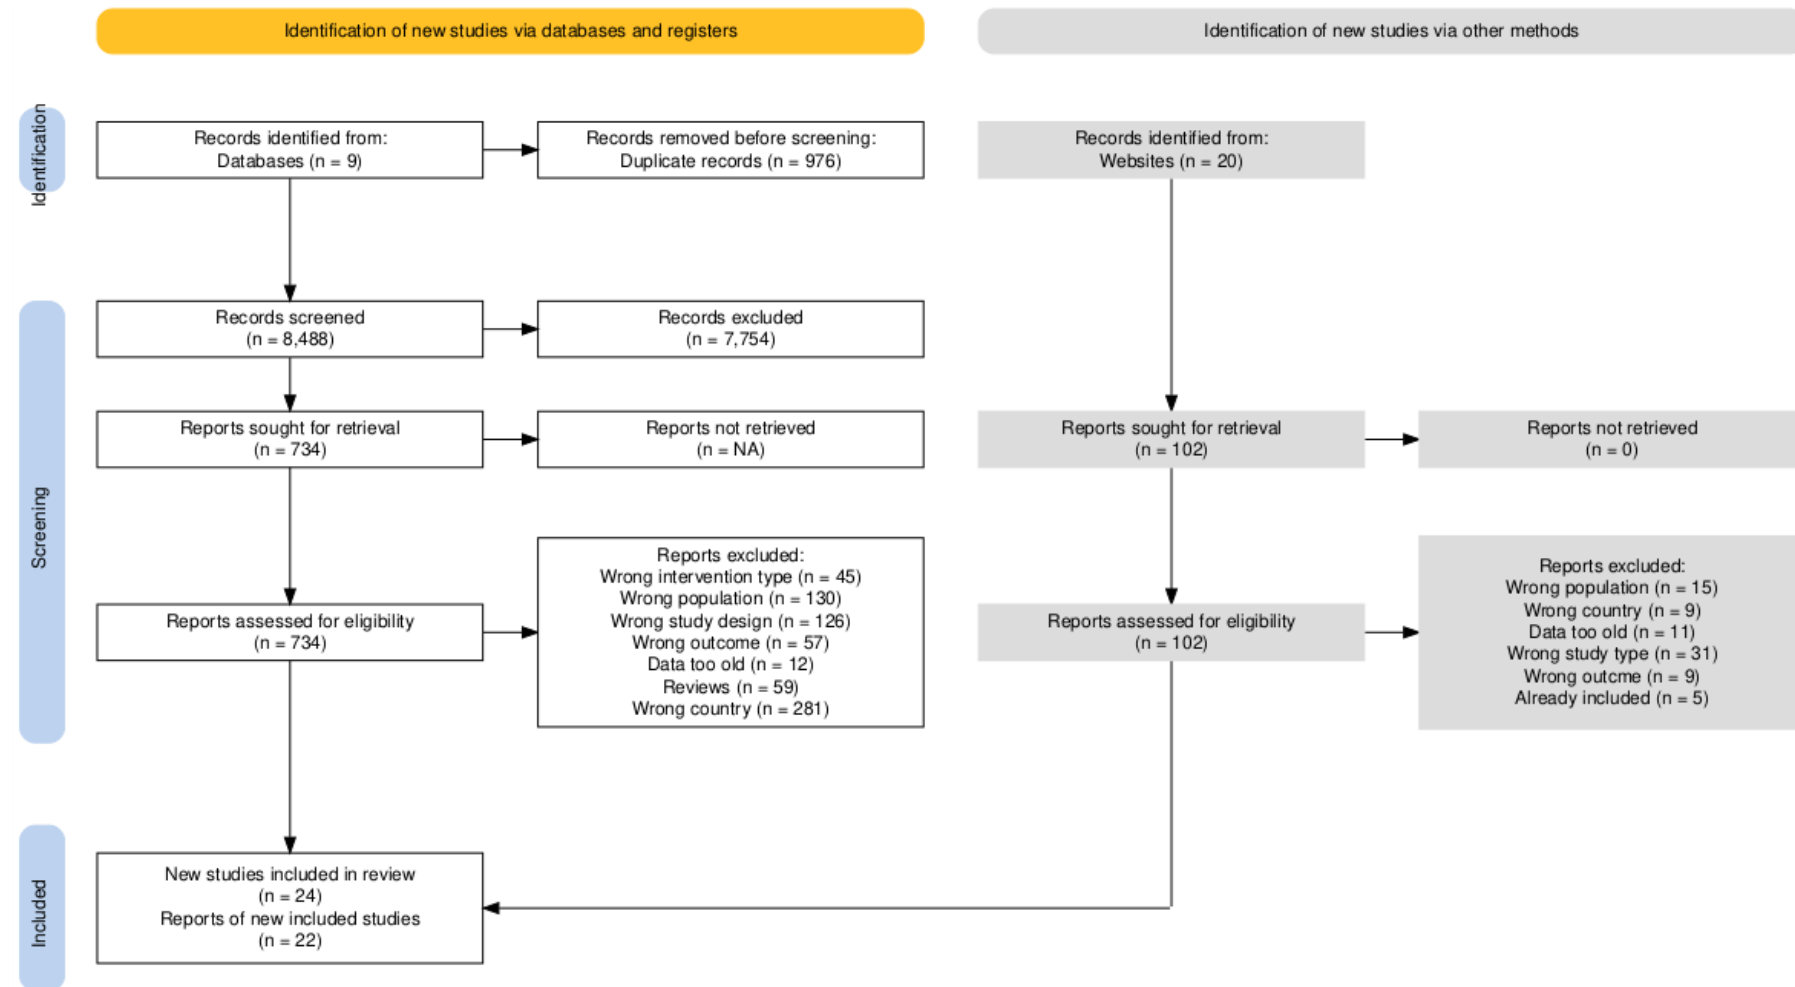 Identification of new studies via databases and registers
Identification of new studies via other methods
Identification
Records identified from:
Databases (n = 9)
Records removed before screening:
Duplicate records (n = 976)
Records identified from:
Websites (n = 20)
Screening
Records screened
(n = 8,488)
Records excluded
(n = 7,754)
Reports sought for retrieval
(n = 734)
Reports not retrieved
(n = NA)
Reports sought for retrieval
(n = 102)
Reports not retrieved
(n = 0)
Reports assessed for eligibility
(n = 734)
Reports excluded:
Wrong intervention type (n = 45)
Wrong population (n = 130)
Wrong study design (n = 126)
Wrong outcome (n = 57)
Data too old (n = 12)
Reviews (n = 59)
Wrong country (n = 281)
Reports assessed for eligibility
(n = 102)
Reports excluded:
Wrong population (n = 15)
Wrong country (n = 9)
Data too old (n = 11)
Wrong study type (n = 31)
Wrong outcme (n = 9)
Already included (n = 5)
Included
New studies included in review
(n = 24)
Reports of new included studies
(n = 22)